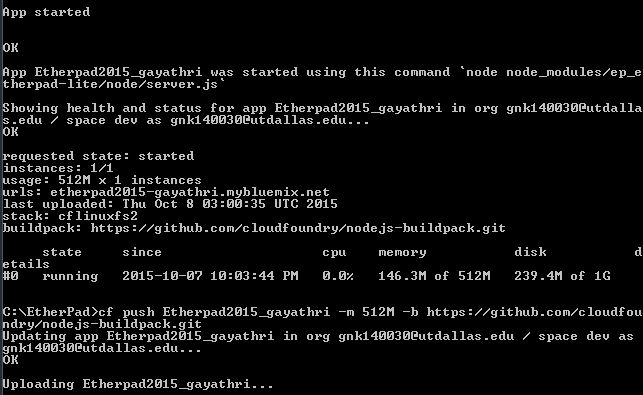 App started
OK
App Etherpad2015_gayathri was started using this command `node node_modules/ep_e
therpad-lite/node/server.js`
Showing health and status for app Etherpad2015_gayathri in org gnk140030@utdalla
s.edu / space dev as gnk140030@utdallas.edu...
OK
requested state: started
instances: 1/1
usage: 512M x 1 instances
urls: etherpad2015-gayathri.mybluemix.net
last uploaded: Thu Oct 8 03:00:35 UTC 2015
stack: cflinuxfs2
buildpack: https://github.com/cloudfoundry/nodejs-buildpack.git
state since cpu memory disk d
etails
#0 running 2015-10-07 10:03:44 PM 0.0% 146.3M of 512M 239.4M of 1G
C:\EtherPad>cf push Etherpad2015_gayathri -m 512M -b https://github.com/cloudfou
ndry/nodejs-buildpack.git
Updating app Etherpad2015_gayathri in org gnk140030@utdallas.edu / space dev as
gnk140030@utdallas.edu...
OK
Uploading Etherpad2015_gayathri...